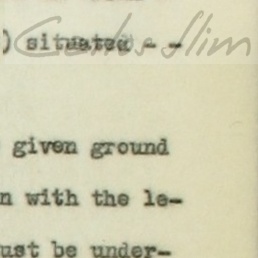 Carlos Slim
) situated - -
given ground
n with the le-
ust be under-